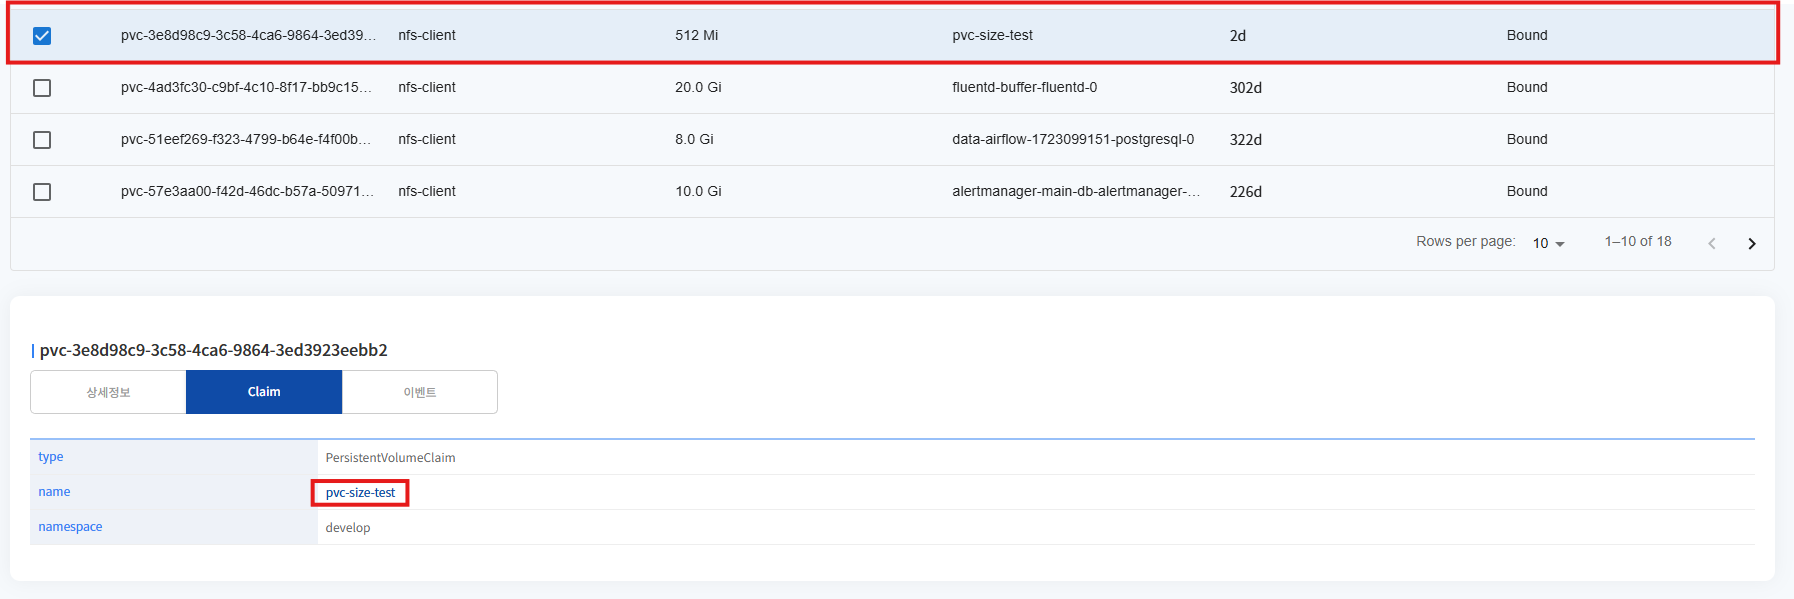 pvc-3e8d98c9-3c58-4ca6-9864-3ed39... nfs-client 512 Mi pvc-size-test 2d Bound
pvc-4ad3fc30-c9bf-4c10-8f17-bb9c15... nfs-client 20.0 Gi fluentd-buffer-fluentd-0 302d Bound
pvc-51eef269-f323-4799-b64e-f4f00b... nfs-client 8.0 Gi data-airflow-1723099151-postgresql-0 322d Bound
pvc-57e3aa00-f42d-46dc-b57a-50971... nfs-client 10.0 Gi alertmanager-main-db-alertmanager-... 226d Bound
Rows per page: 10 1–10 of 18
pvc-3e8d98c9-3c58-4ca6-9864-3ed3923eebb2
상세정보 Claim 이벤트
type PersistentVolumeClaim
name pvc-size-test
namespace develop